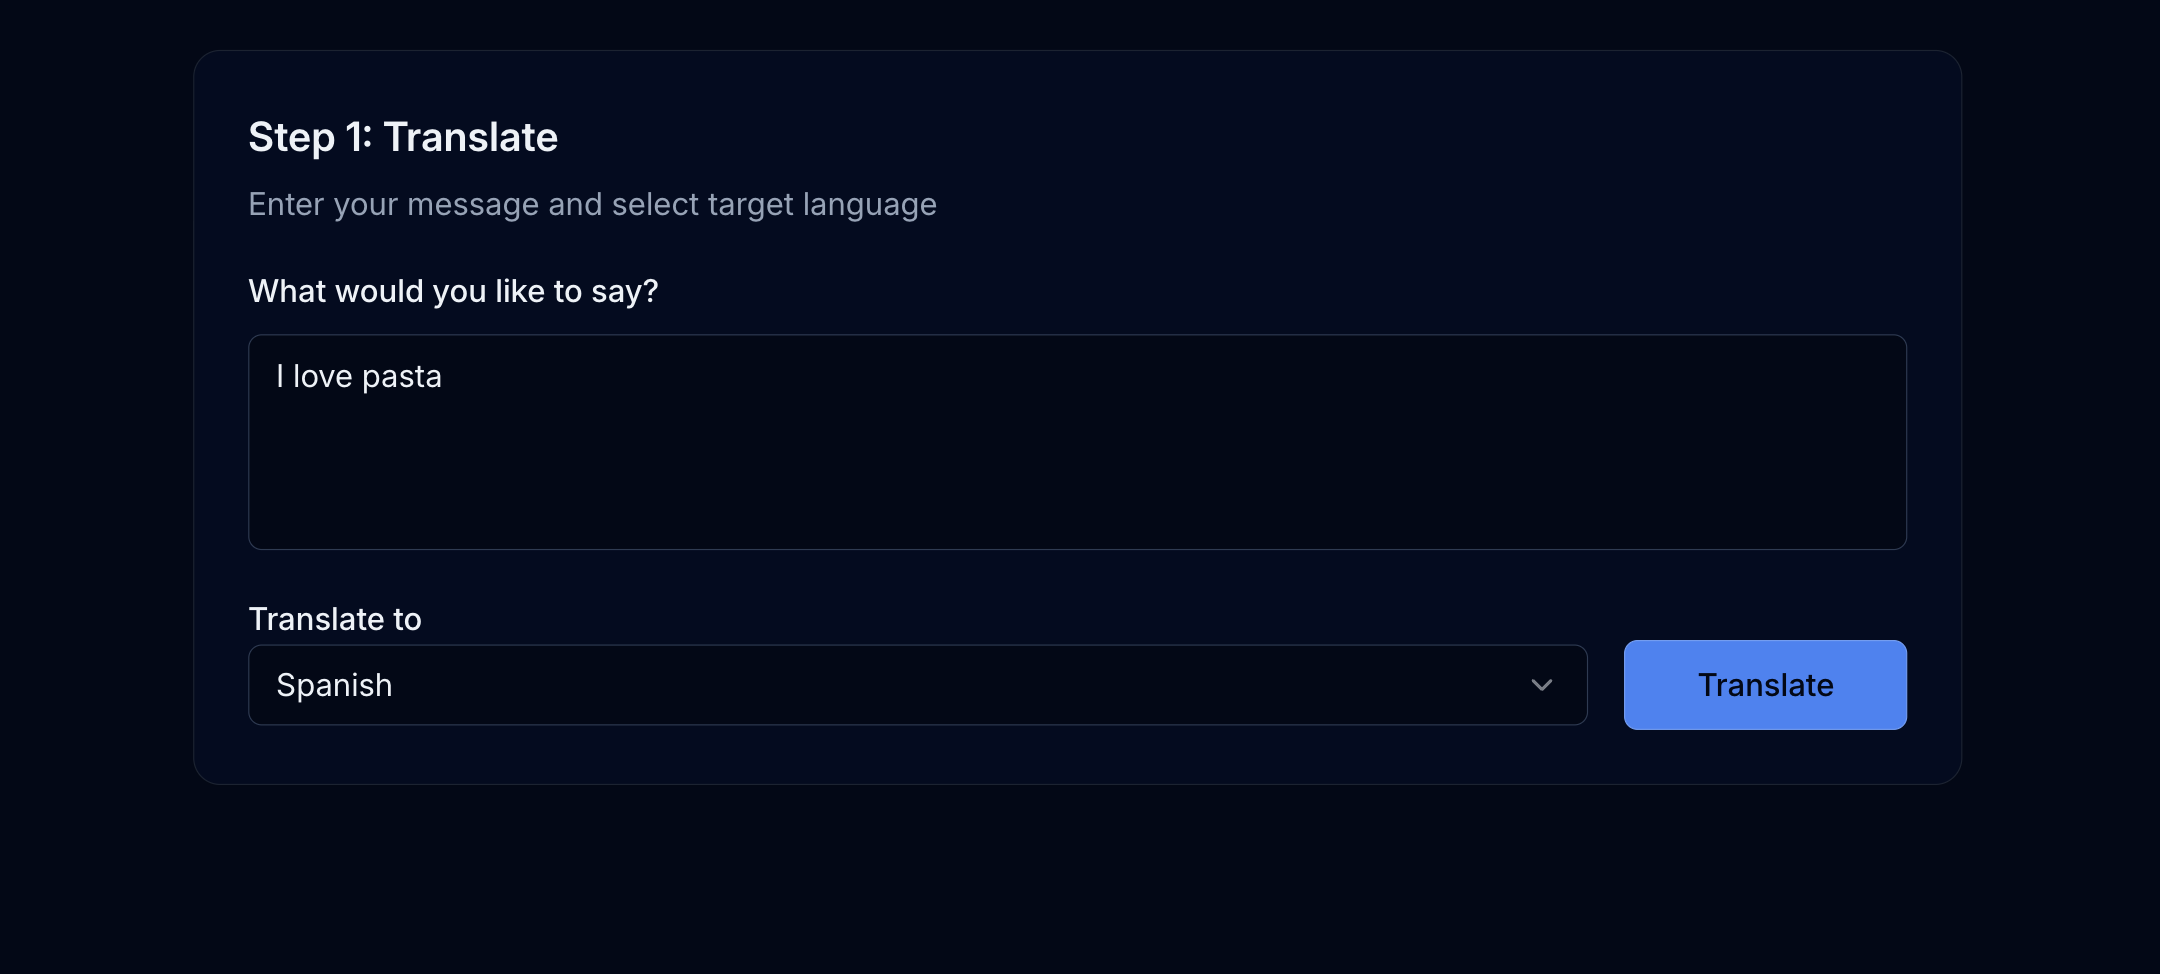 Step 1: Translate
Enter your message and select target language
What would you like to say?
I love pasta
Translate to
Spanish
Translate